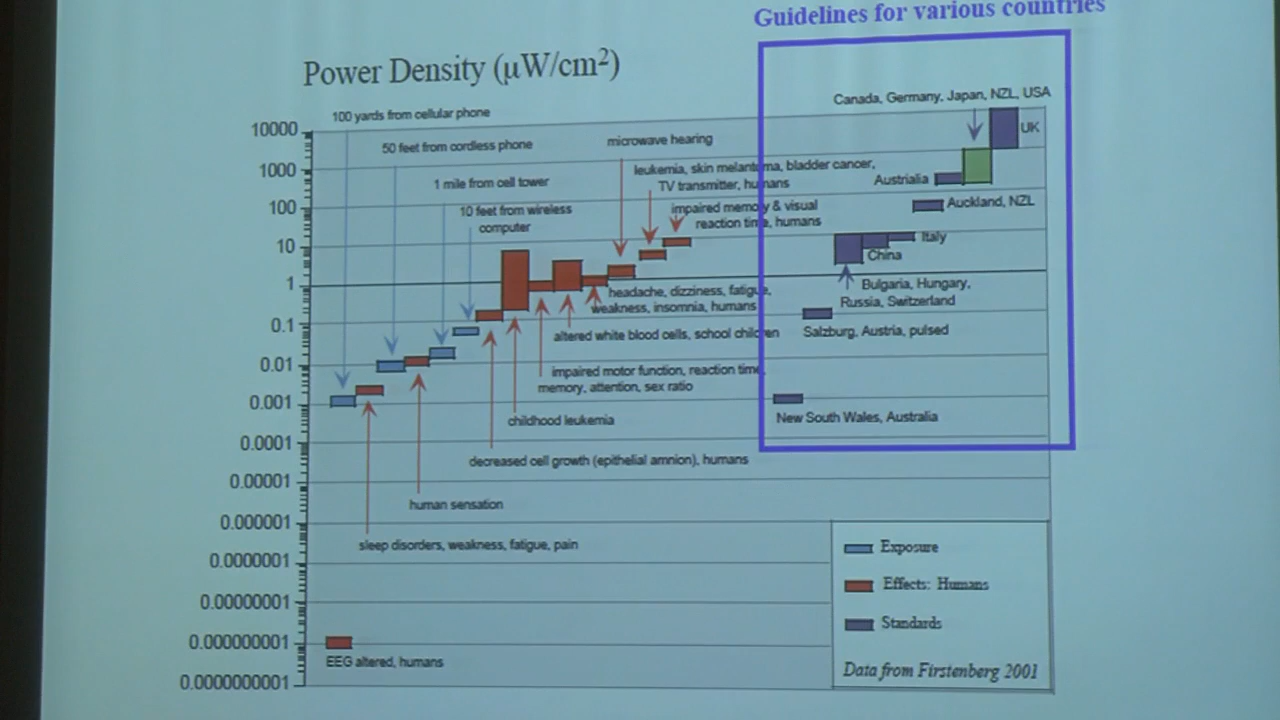 Guidelines for various countries
Power Density (µW/cm²)
100 yards from cellular phone
50 feet from cordless phone
1 mile from cell tower
10 feet from wireless
computer
microwave hearing
leukemia, skin melanoma, bladder cancer,
TV transmitter, humans
impaired memory & visual
reaction time, humans
Canada, Germany, Japan, NZL, USA
UK
Austrialia
Auckland, NZL
Italy
China
Bulgaria, Hungary,
Russia, Switzerland
Salzburg, Austria, pulsed
New South Wales, Australia
10000
1000
100
10
1
0.1
0.01
0.001
0.0001
0.00001
0.000001
0.0000001
0.00000001
0.000000001
0.0000000001
headache, dizziness, fatigue,
weakness, insomnia, humans
altered white blood cells, school children
impaired motor function, reaction time,
memory, attention, sex ratio
childhood leukemia
decreased cell growth (epithelial amnion), humans
human sensation
sleep disorders, weakness, fatigue, pain
EEG altered, humans
Exposure
Effects: Humans
Standards
Data from Firstenberg 2001